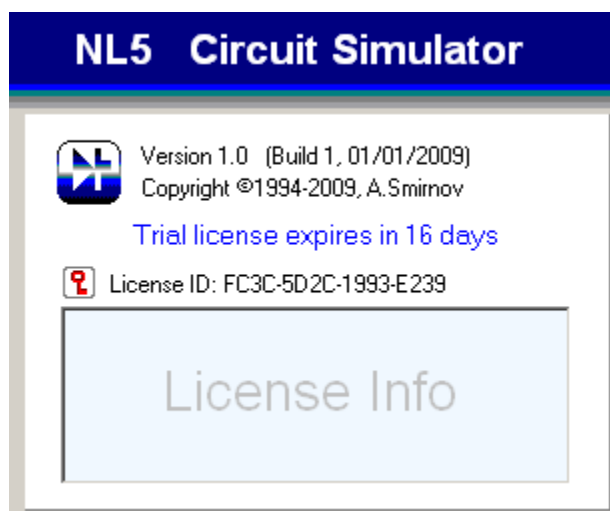 NL5 Circuit Simulator
Version 1.0 (Build 1, 01/01/2009)
Copyright ©1994-2009, A.Smirnov
Trial license expires in 16 days
License ID: FC3C-5D2C-1993-E239
License Info